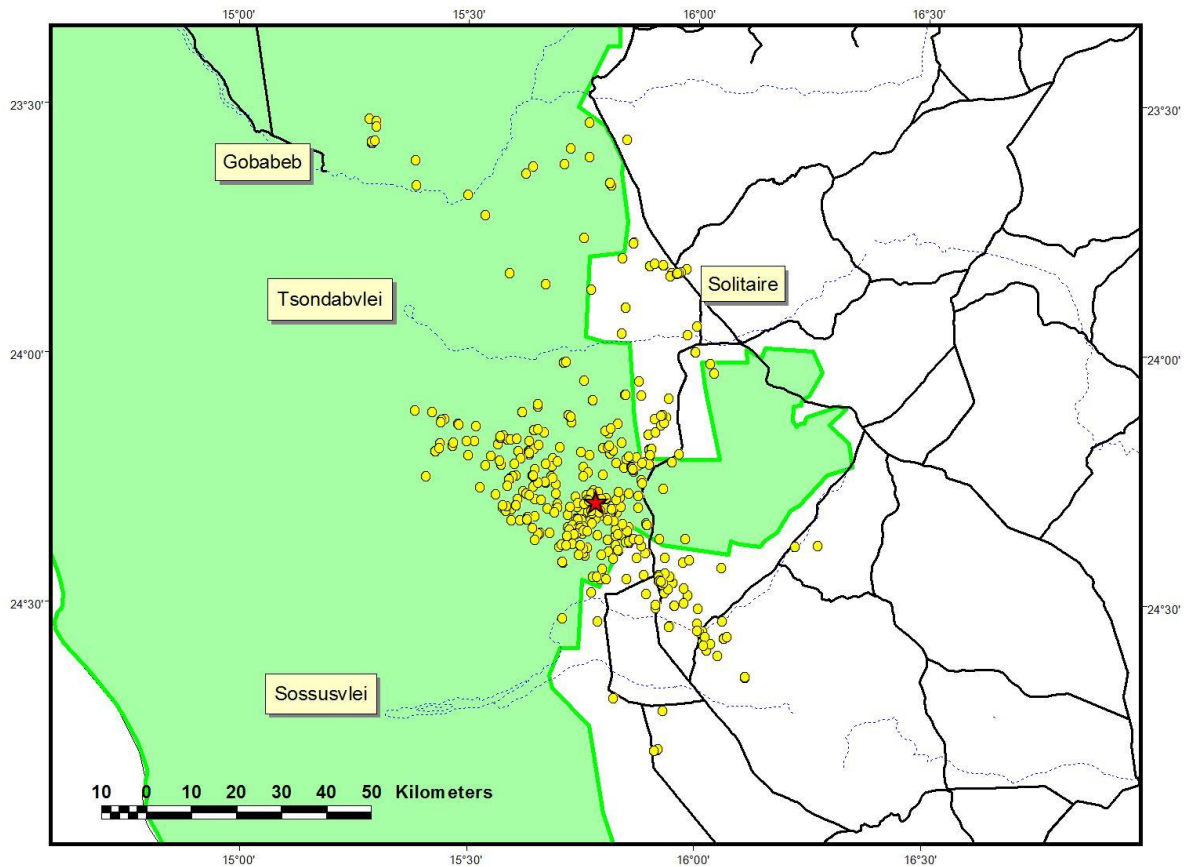 15°00' 15°30' 16°00' 16°30'
23°30' 23°30'
Gobabeb
Tsondabvlei
Solitaire
24°00' 24°00'
24°30' 24°30'
Sossusvlei
10 0 10 20 30 40 50 Kilometers
15°00' 15°30' 16°00' 16°30'